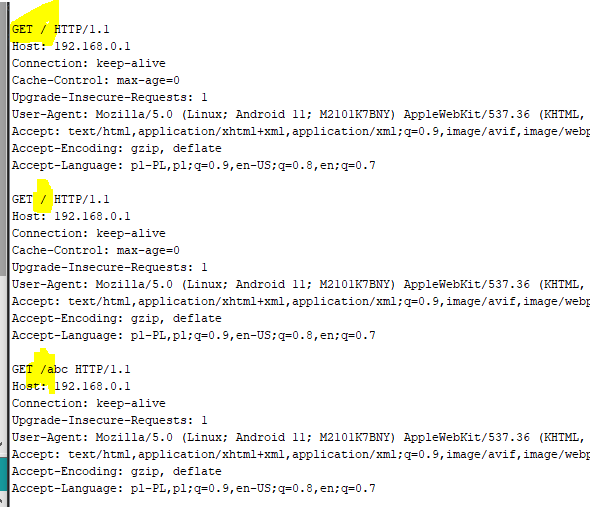 GET / HTTP/1.1
Host: 192.168.0.1
Connection: keep-alive
Cache-Control: max-age=0
Upgrade-Insecure-Requests: 1
User-Agent: Mozilla/5.0 (Linux; Android 11; M2101K7BNY) AppleWebKit/537.36 (KHTML,
Accept: text/html,application/xhtml+xml,application/xml;q=0.9,image/avif,image/webp
Accept-Encoding: gzip, deflate
Accept-Language: pl-PL,pl;q=0.9,en-US;q=0.8,en;q=0.7
GET / HTTP/1.1
Host: 192.168.0.1
Connection: keep-alive
Cache-Control: max-age=0
Upgrade-Insecure-Requests: 1
User-Agent: Mozilla/5.0 (Linux; Android 11; M2101K7BNY) AppleWebKit/537.36 (KHTML,
Accept: text/html,application/xhtml+xml,application/xml;q=0.9,image/avif,image/webp
Accept-Encoding: gzip, deflate
Accept-Language: pl-PL,pl;q=0.9,en-US;q=0.8,en;q=0.7
GET /abc HTTP/1.1
Host: 192.168.0.1
Connection: keep-alive
Upgrade-Insecure-Requests: 1
User-Agent: Mozilla/5.0 (Linux; Android 11; M2101K7BNY) AppleWebKit/537.36 (KHTML,
Accept: text/html,application/xhtml+xml,application/xml;q=0.9,image/avif,image/webp
Accept-Encoding: gzip, deflate
Accept-Language: pl-PL,pl;q=0.9,en-US;q=0.8,en;q=0.7